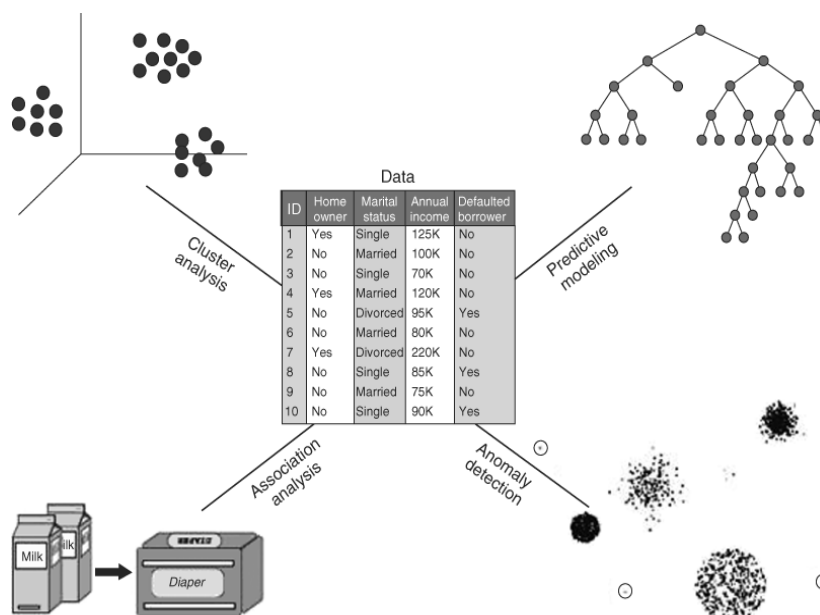 Data
ID Home owner Marital status Annual income Defaulted borrower
1 Yes Single 125K No
2 No Married 100K No
3 No Single 70K No
4 Yes Married 120K No
5 No Divorced 95K Yes
6 No Married 80K No
7 Yes Divorced 220K No
8 No Single 85K Yes
9 No Married 75K No
10 No Single 90K Yes
Cluster
analysis
Predictive
modeling
Association
analysis
Anomaly
detection
Milk
Diaper